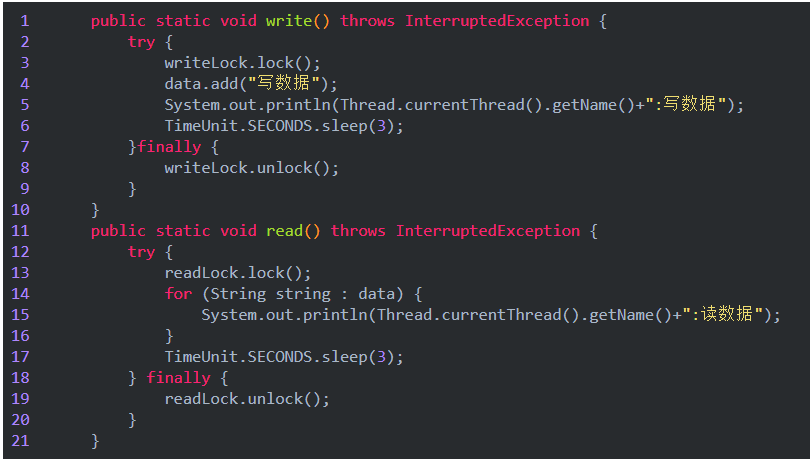 1 public static void write() throws InterruptedException {
2 try {
3 writeLock.lock();
4 data.add("写数据");
5 System.out.println(Thread.currentThread().getName()+":写数据");
6 TimeUnit.SECONDS.sleep(3);
7 }finally {
8 writeLock.unlock();
9 }
10 }
11 public static void read() throws InterruptedException {
12 try {
13 readLock.lock();
14 for (String string : data) {
15 System.out.println(Thread.currentThread().getName()+":读数据");
16 }
17 TimeUnit.SECONDS.sleep(3);
18 } finally {
19 readLock.unlock();
20 }
21 }